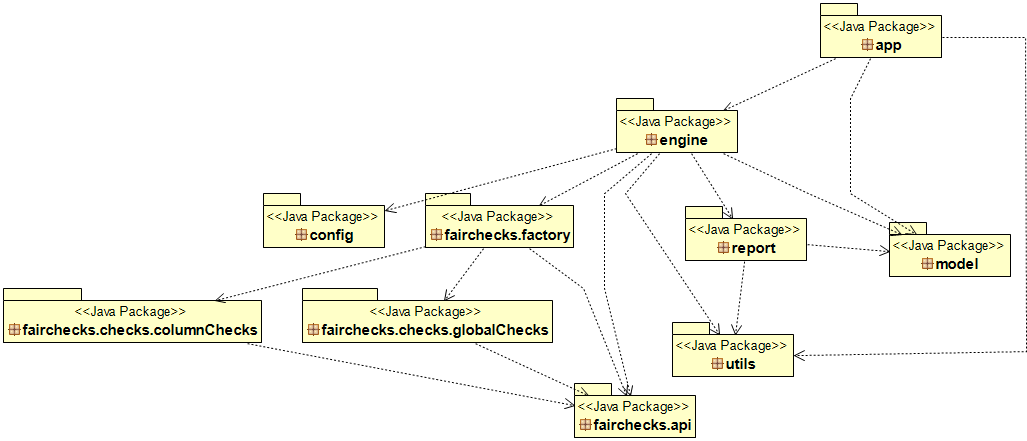 <<Java Package>>
app
<<Java Package>>
engine
<<Java Package>>
config
<<Java Package>>
fairchecks.factory
<<Java Package>>
report
<<Java Package>>
model
<<Java Package>>
fairchecks.checks.columnChecks
<<Java Package>>
fairchecks.checks.globalChecks
<<Java Package>>
utils
<<Java Package>>
fairchecks.api